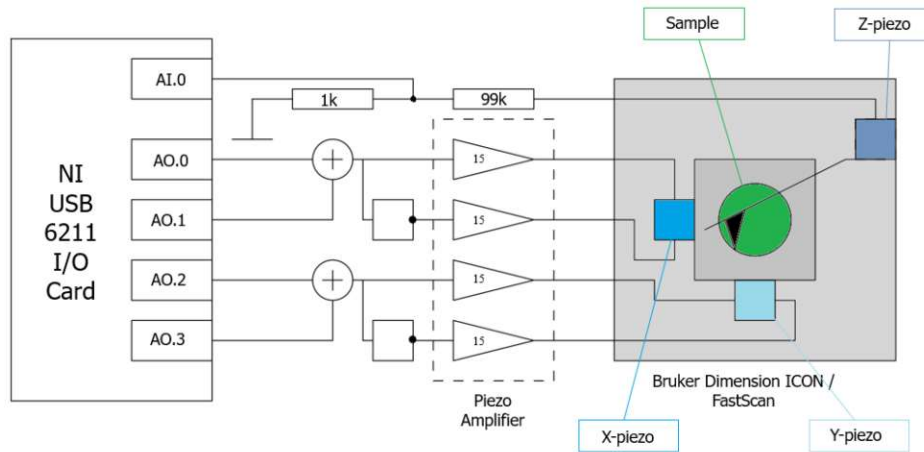 Sample
Z-piezo
AI.0
1k
99k
AO.0
15
NI
USB
6211
I/O
Card
AO.1
15
AO.2
15
AO.3
15
Piezo
Amplifier
Bruker Dimension ICON /
FastScan
X-piezo
Y-piezo